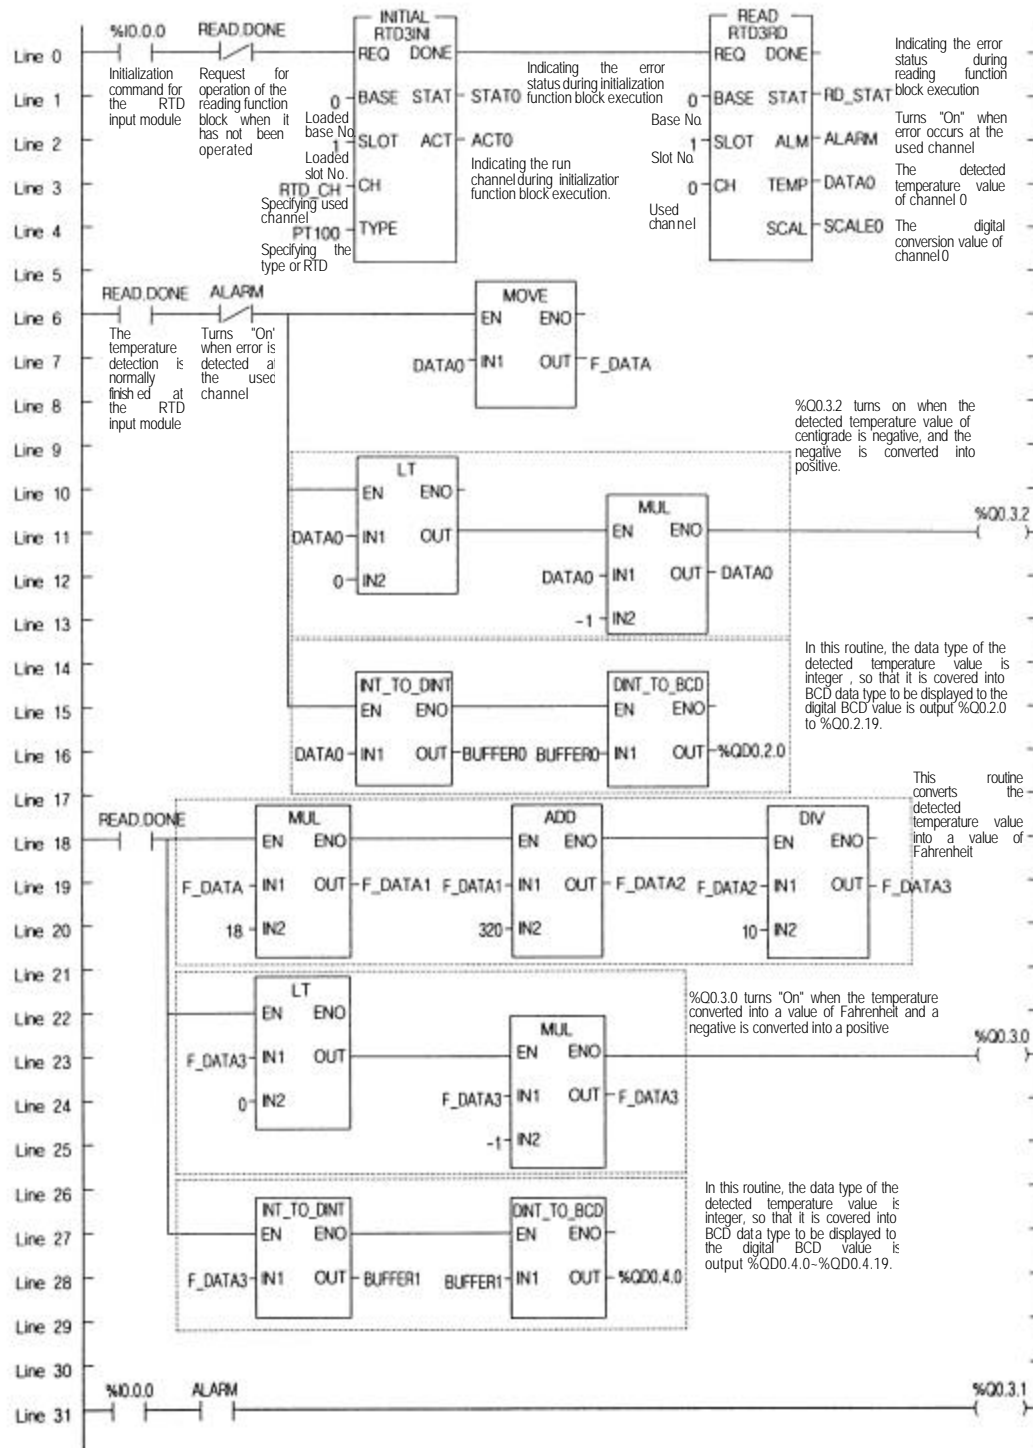 %I0.0.0 READ.DONE
INITIAL
RTD3INI
READ
RTD3RD
Line 0
REQ DONE
REQ DONE
Initialization
command for
the RTD
input module
Request for
operation of the
reading function
block when it
has not been
operated
Indicating the error
status during initialization
function block execution
Indicating the error
status during
reading function
block execution
Line 1
0 BASE STAT STAT0
Loaded
base No.
0 BASE STAT RD_STAT
Base No.
Turns "On" when
error occurs at the
used channel
Line 2
1 SLOT ACT ACT0
Loaded
slot No.
Indicating the run
channel during initialization
function block execution.
1 SLOT ALM ALARM
Slot No.
The detected
temperature value
of channel 0
Line 3
RTD_CH CH
Specifying used
channel
0 CH TEMP DATA0
Used
channel
Line 4
PT100 TYPE
Specifying the
type or RTD
SCAL SCALE0
The digital
conversion value of
channel 0
Line 5
READ.DONE ALARM
MOVE
Line 6
EN ENO
The
temperature
detection is
normally
finished at
the RTD
input module
Turns "On"
when error is
detected at
the used
channel
Line 7
DATA0 IN1 OUT F_DATA
Line 8
%Q0.3.2 turns on when the
detected temperature value of
centigrade is negative, and the
negative is converted into
positive.
Line 9
LT
Line 10
EN ENO
MUL
%Q0.3.2
Line 11
DATA0 IN1 OUT
EN ENO
Line 12
0 IN2
DATA0 IN1 OUT DATA0
Line 13
-1 IN2
Line 14
In this routine, the data type of the
detected temperature value is
integer , so that it is covered into
BCD data type to be displayed to the
digital BCD value is output %Q0.2.0
to %Q0.2.19.
INT_TO_DINT
DINT_TO_BCD
Line 15
EN ENO
EN ENO
Line 16
DATA0 IN1 OUT BUFFER0 BUFFER0 IN1 OUT %QD0.2.0
Line 17
This routine
converts the
detected
temperature value
into a value of
Fahrenheit
READ.DONE
MUL
ADD
DIV
Line 18
EN ENO
EN ENO
EN ENO
Line 19
F_DATA IN1 OUT F_DATA1 F_DATA1 IN1 OUT F_DATA2 F_DATA2 IN1 OUT F_DATA3
Line 20
18 IN2
320 IN2
10 IN2
Line 21
LT
%Q0.3.0 turns "On" when the temperature
converted into a value of Fahrenheit and a
negative is converted into a positive
Line 22
EN ENO
MUL
%Q0.3.0
Line 23
F_DATA3 IN1 OUT
EN ENO
Line 24
0 IN2
F_DATA3 IN1 OUT F_DATA3
Line 25
-1 IN2
Line 26
In this routine, the data type of the
detected temperature value is
integer, so that it is covered into
BCD data type to be displayed to
the digital BCD value is
output %QD0.4.0~%QD0.4.19.
INT_TO_DINT
DINT_TO_BCD
Line 27
EN ENO
EN ENO
Line 28
F_DATA3 IN1 OUT BUFFER1 BUFFER1 IN1 OUT %QD0.4.0
Line 29
Line 30
%I0.0.0 ALARM
%Q0.3.1
Line 31